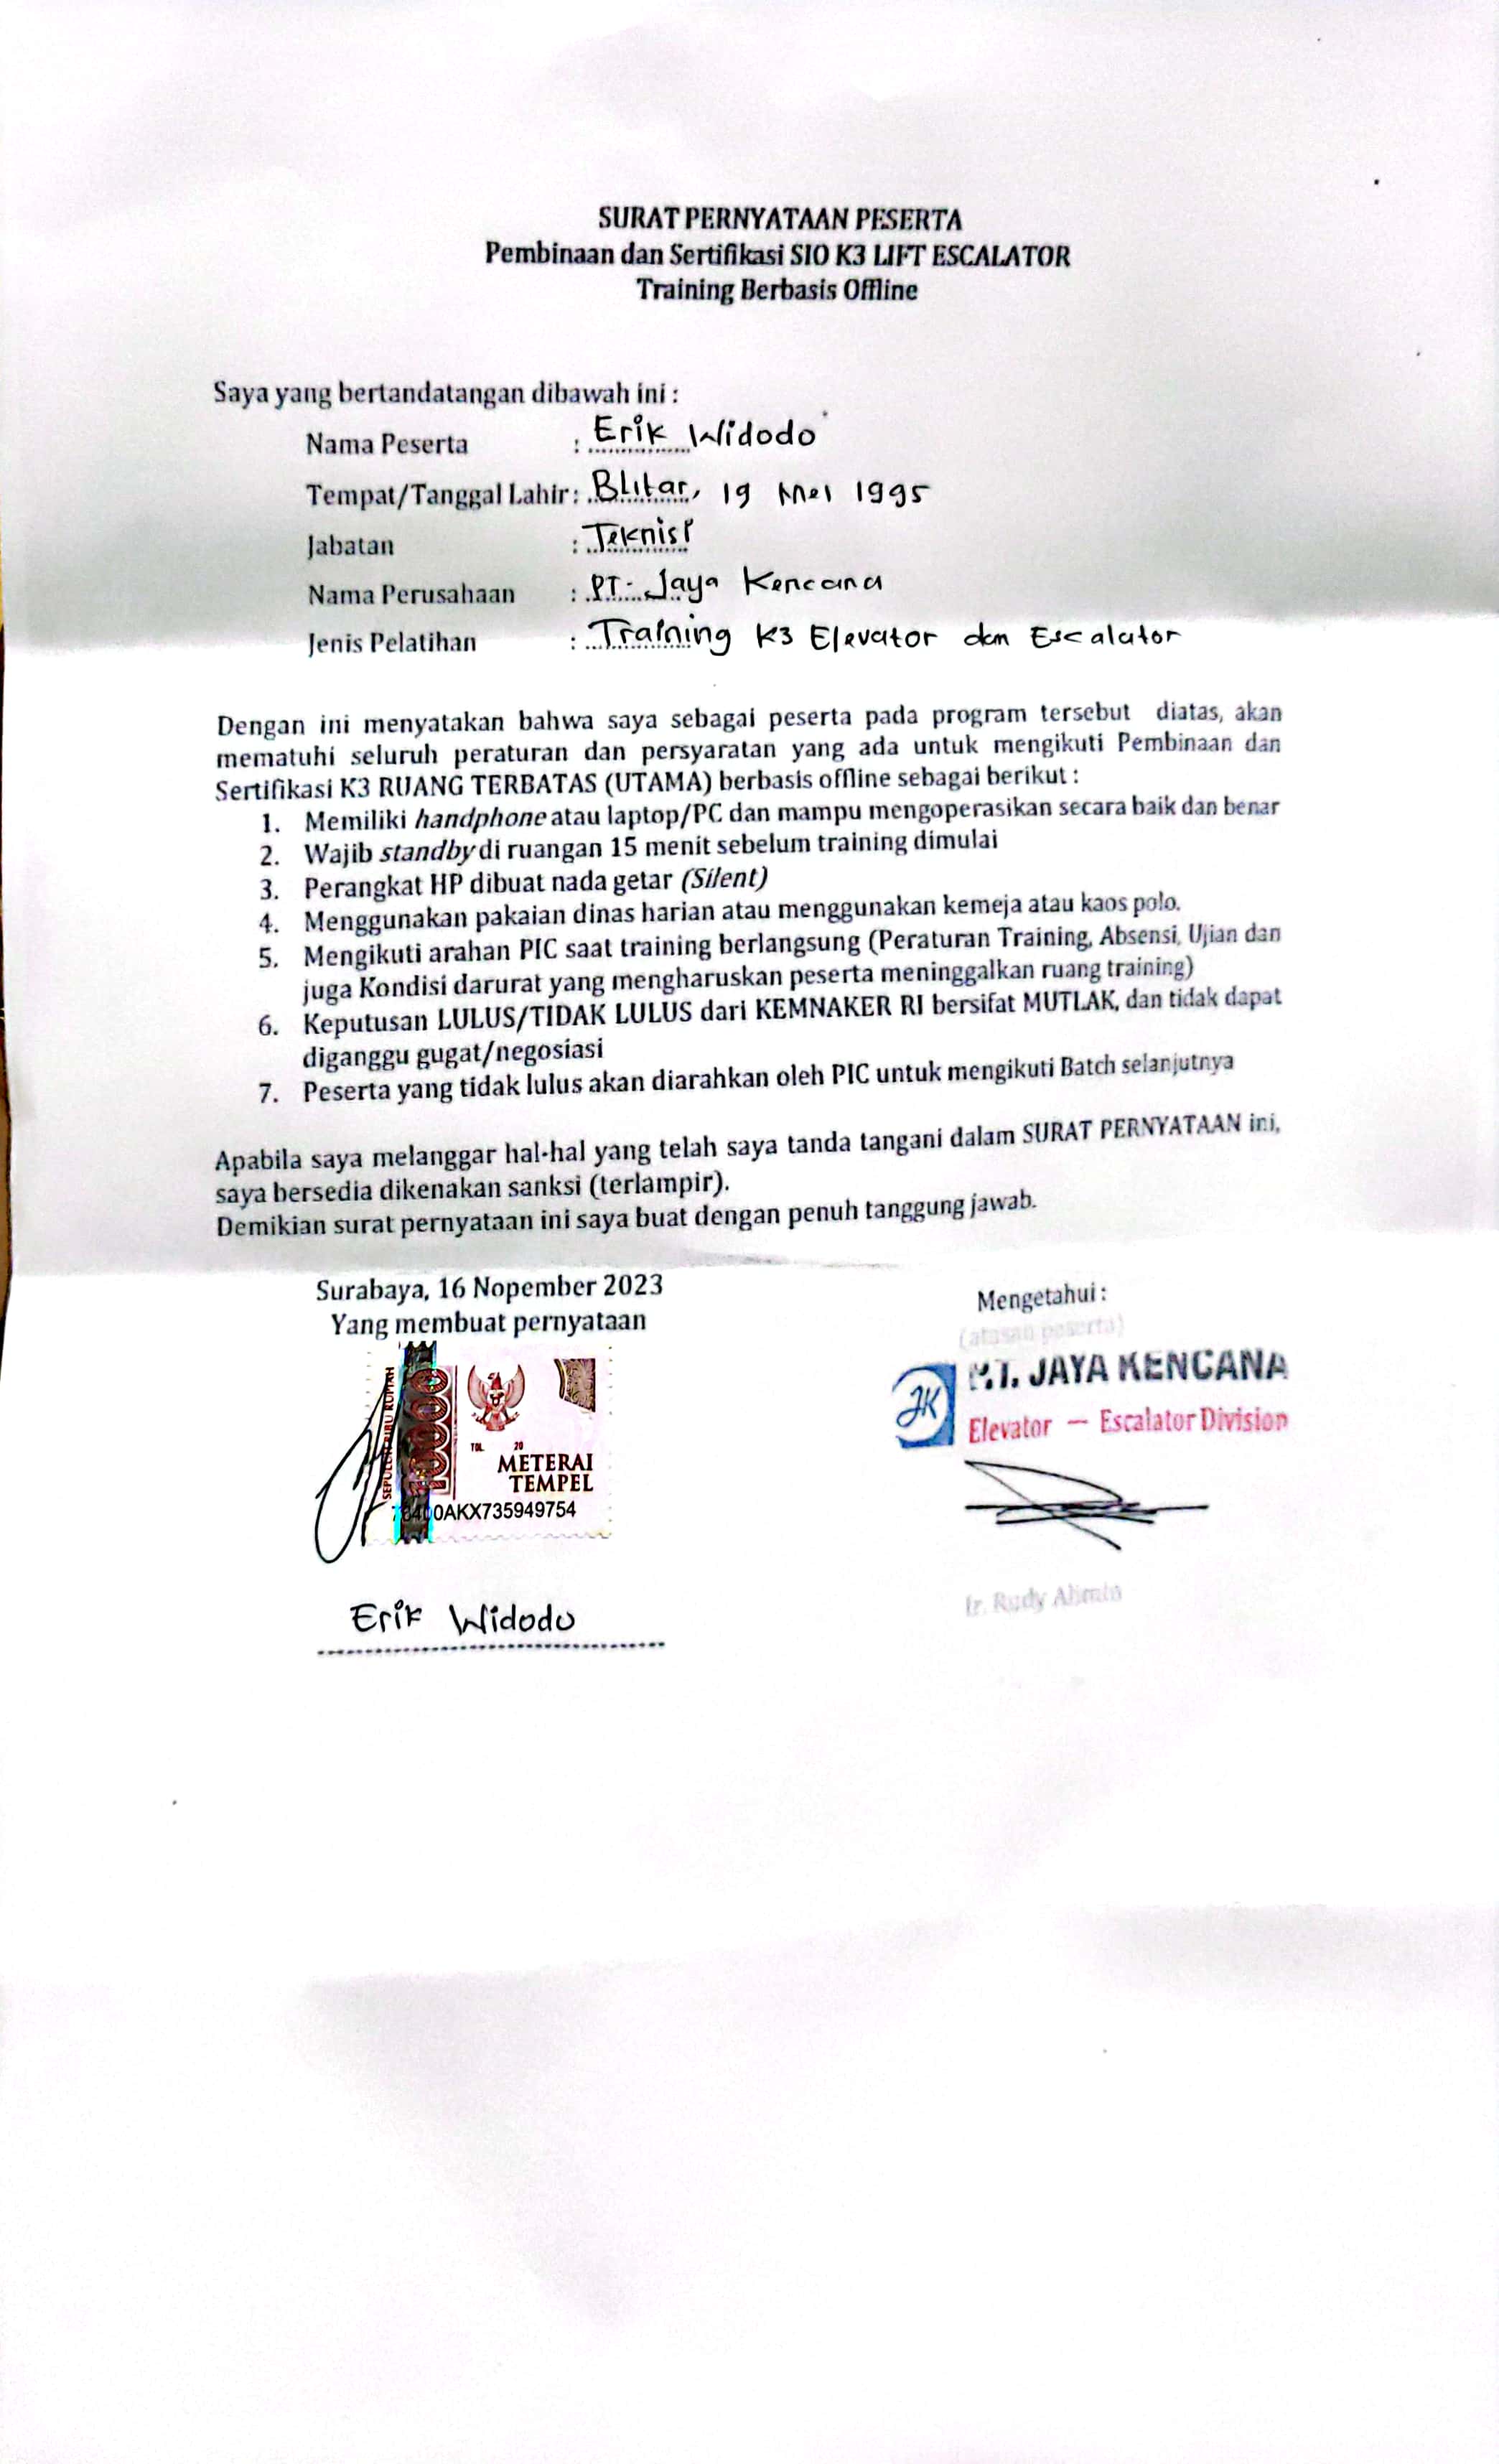 SURAT PERNYATAAN PESERTA
Pembinaan dan Sertifikasi SIO K3 LIFT ESCALATOR
Training Berbasis Offline
Saya yang bertandatangan dibawah ini :
Nama Peserta : Erik Widodo
Tempat/Tanggal Lahir : Blitar, 19 Mei 1995
Jabatan : Teknisi
Nama Perusahaan : PT. Jaya Kencana
Jenis Pelatihan : Training K3 Elevator dan Escalator
Dengan ini menyatakan bahwa saya sebagai peserta pada program tersebut diatas, akan
mematuhi seluruh peraturan dan persyaratan yang ada untuk mengikuti Pembinaan dan
Sertifikasi K3 RUANG TERBATAS (UTAMA) berbasis offline sebagai berikut :
1. Memiliki handphone atau laptop/PC dan mampu mengoperasikan secara baik dan benar
2. Wajib standby di ruangan 15 menit sebelum training dimulai
3. Perangkat HP dibuat nada getar (Silent)
4. Menggunakan pakaian dinas harian atau menggunakan kemeja atau kaos polo.
5. Mengikuti arahan PIC saat training berlangsung (Peraturan Training, Absensi, Ujian dan
juga Kondisi darurat yang mengharuskan peserta meninggalkan ruang training)
6. Keputusan LULUS/TIDAK LULUS dari KEMNAKER RI bersifat MUTLAK, dan tidak dapat
diganggu gugat/negosiasi
7. Peserta yang tidak lulus akan diarahkan oleh PIC untuk mengikuti Batch selanjutnya
Apabila saya melanggar hal-hal yang telah saya tanda tangani dalam SURAT PERNYATAAN ini,
saya bersedia dikenakan sanksi (terlampir).
Demikian surat pernyataan ini saya buat dengan penuh tanggung jawab.
Surabaya, 16 Nopember 2023
Yang membuat pernyataan
SEPULUH RIBU RUPIAH
10000
TGL. 20
METERAI
TEMPEL
0AKX735949754
Erik Widodo
Mengetahui :
(atasan peserta)
JK
P.T. JAYA KENCANA
Elevator — Escalator Division
Ir. Rudy